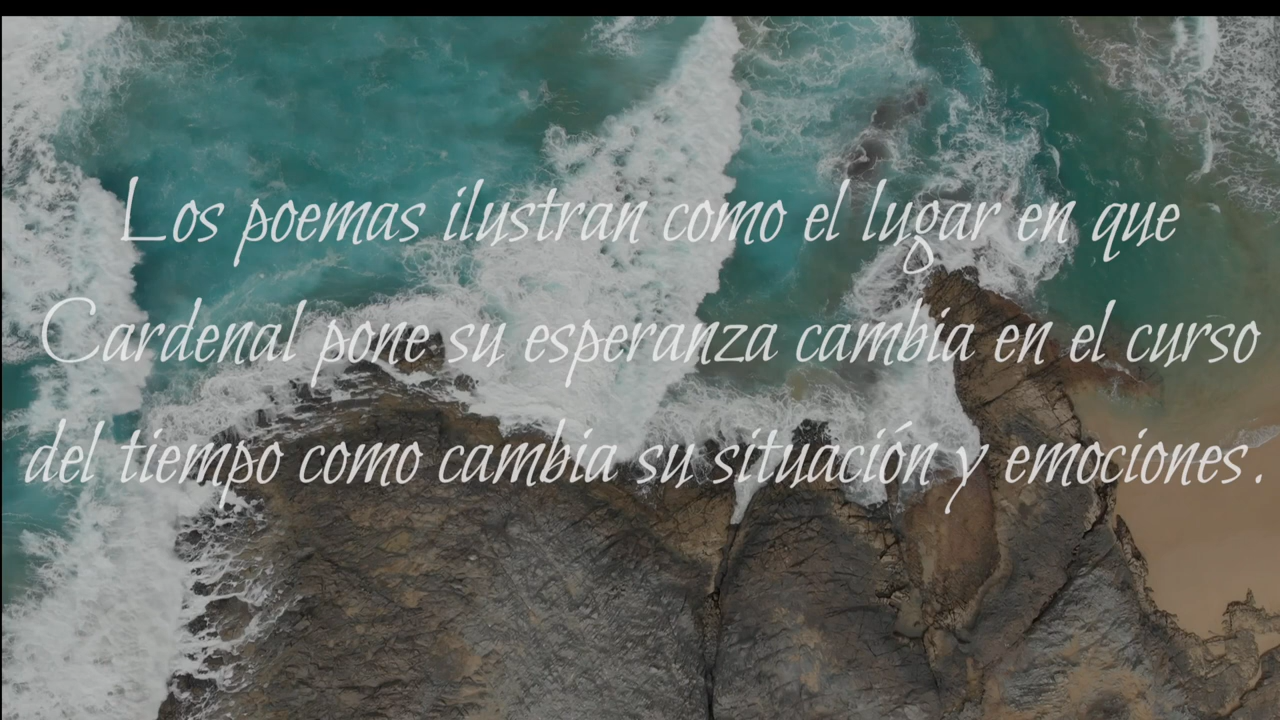 Los poemas ilustran como el lugar en que
Cardenal pone su esperanza cambia en el curso
del tiempo como cambia su situación y emociones.